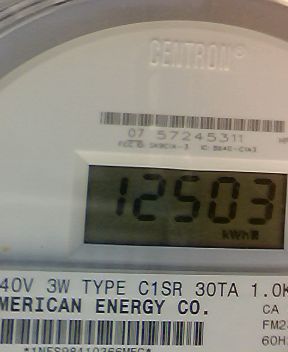 CENTRON®
07 57245311
12503
kWh
40V 3W TYPE C1SR 30TA 1.0K
MERICAN ENERGY CO.
CA
FM2
60H